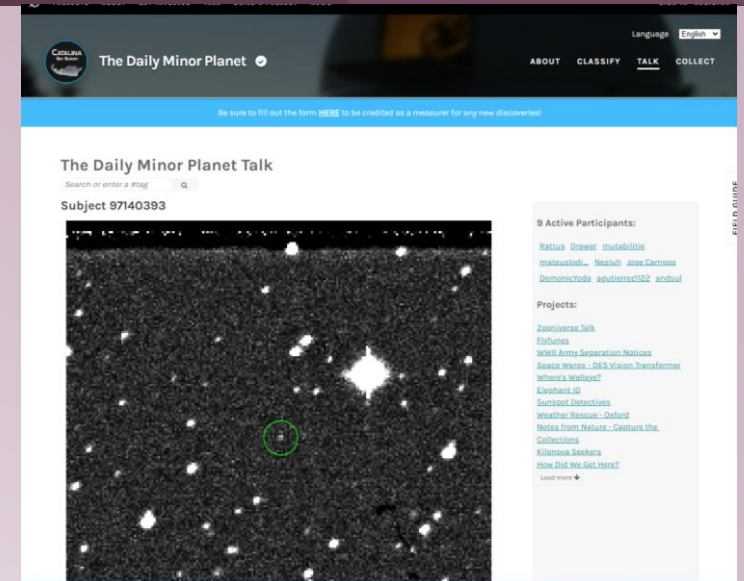 Language English
CATALINA
SKY SURVEY
The Daily Minor Planet
ABOUT CLASSIFY TALK COLLECT
Be sure to fill out the form HERE to be credited as a measurer for any new discoveries!
The Daily Minor Planet Talk
Search or enter a #tag
Subject 97140393
FIELD GUIDE
9 Active Participants:
Rattus Drawer mutabilitie
mateuslodi... Nesluh Jose Campos
DemonicYoda agutierrez1122 andsul
Projects:
Zooniverse Talk
FlyTunes
WWII Army Separation Notices
Space Warps - DES Vision Transformer
Where's Walleye?
Elephant ID
Sunspot Detectives
Weather Rescue - Oxford
Notes from Nature - Capture the
Collections
Kilonova Seekers
How Did We Get Here?
Load more